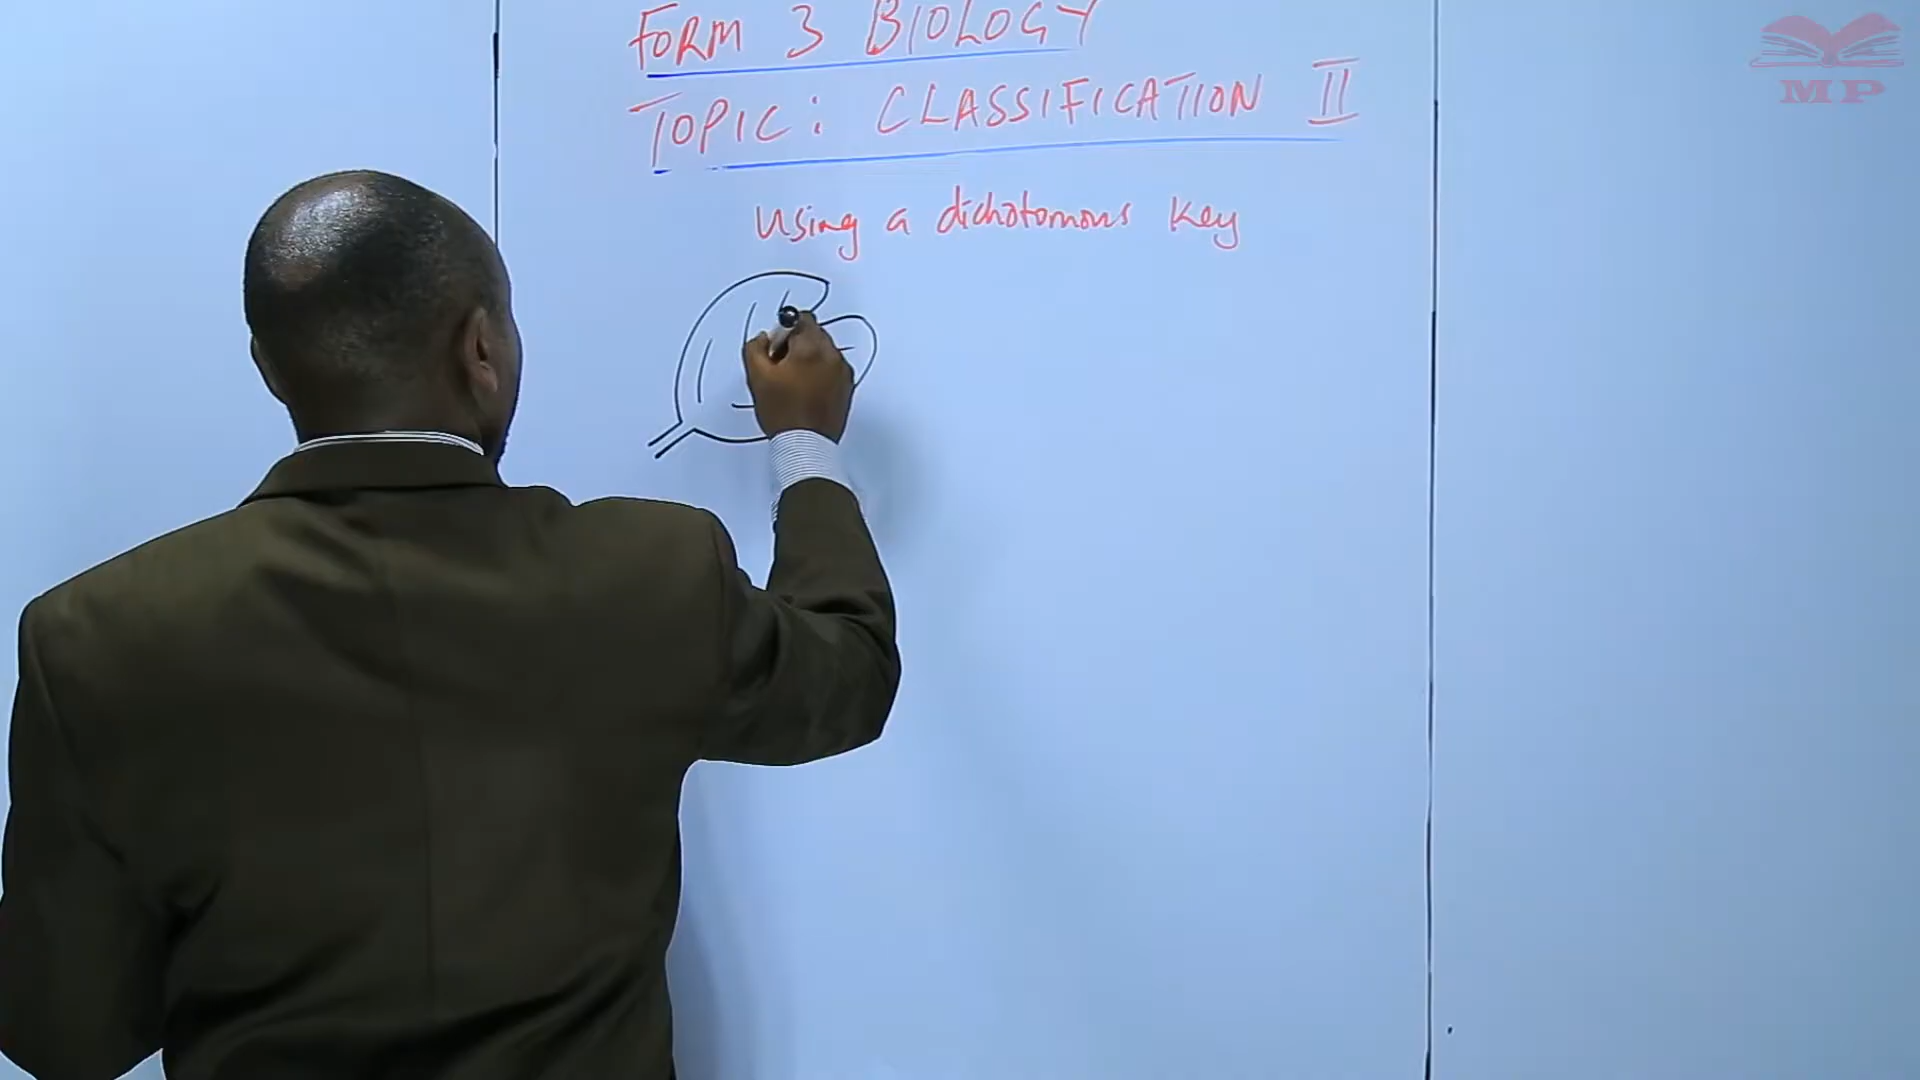 FORM 3 BIOLOGY
TOPIC: CLASSIFICATION II
Using a dichotomous key
MP